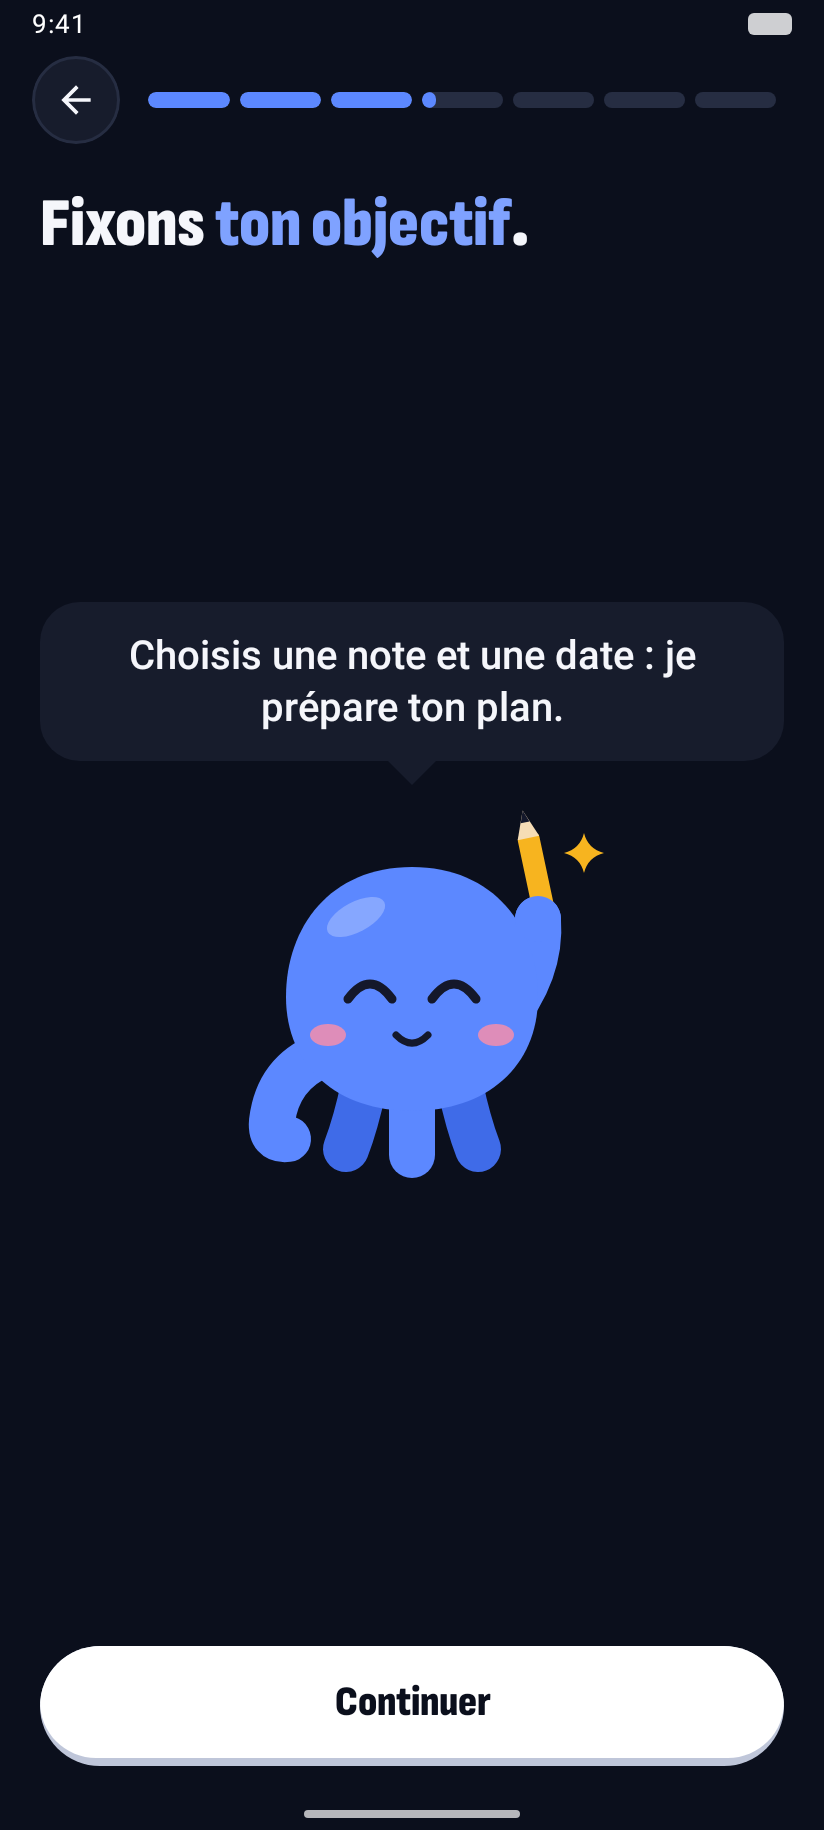 9:41
Fixons ton objectif.
Choisis une note et une date : je
prépare ton plan.
Continuer